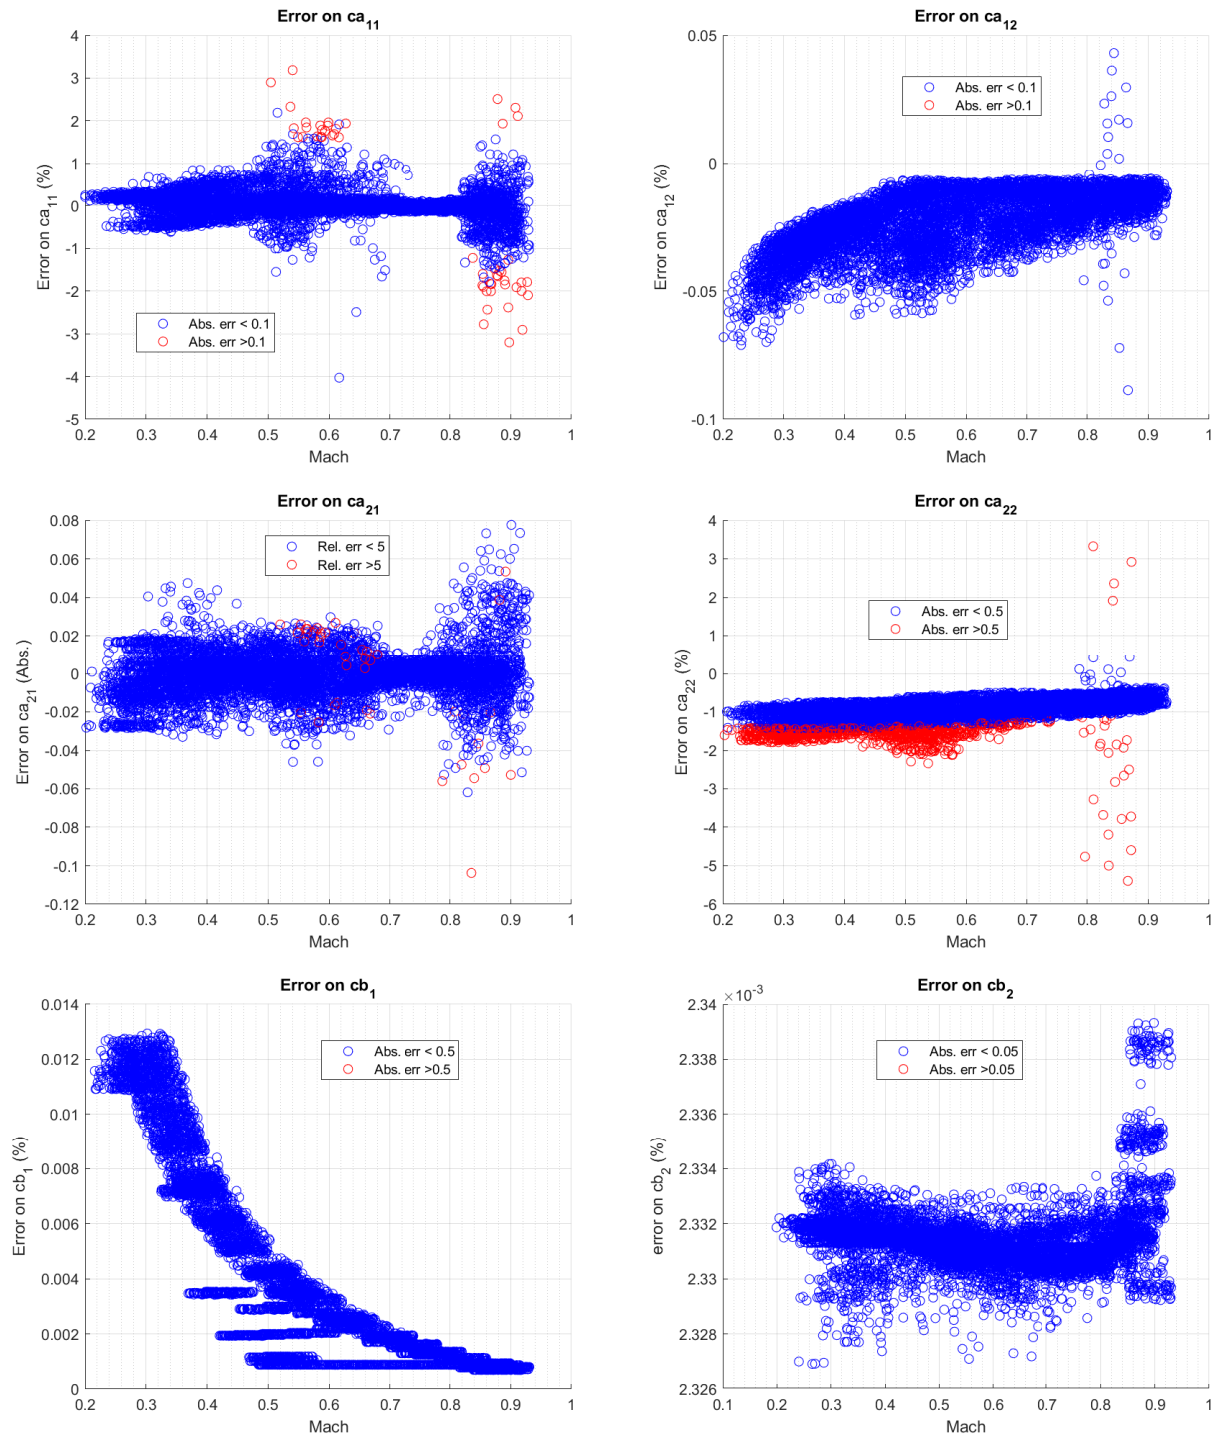 Error on ca11
4
3
2
1
0
-1
-2
-3
-4
-5
Error on ca11 (%)
Abs. err < 0.1
Abs. err >0.1
0.2 0.3 0.4 0.5 0.6 0.7 0.8 0.9 1
Mach
Error on ca12
0.05
0
-0.05
-0.1
Error on ca12 (%)
Abs. err < 0.1
Abs. err >0.1
0.2 0.3 0.4 0.5 0.6 0.7 0.8 0.9 1
Mach
Error on ca21
0.08
0.06
0.04
0.02
0
-0.02
-0.04
-0.06
-0.08
-0.1
-0.12
Error on ca21 (Abs.)
Rel. err < 5
Rel. err >5
0.2 0.3 0.4 0.5 0.6 0.7 0.8 0.9 1
Mach
Error on ca22
4
3
2
1
0
-1
-2
-3
-4
-5
-6
Error on ca22 (%)
Abs. err < 0.5
Abs. err >0.5
0.2 0.3 0.4 0.5 0.6 0.7 0.8 0.9 1
Mach
Error on cb1
0.014
0.012
0.01
0.008
0.006
0.004
0.002
0
Error on cb1 (%)
Abs. err < 0.5
Abs. err >0.5
0.2 0.3 0.4 0.5 0.6 0.7 0.8 0.9 1
Mach
Error on cb2
×10-3
2.34
2.338
2.336
2.334
2.332
2.33
2.328
2.326
error on cb2 (%)
Abs. err < 0.05
Abs. err >0.05
0.1 0.2 0.3 0.4 0.5 0.6 0.7 0.8 0.9 1
Mach